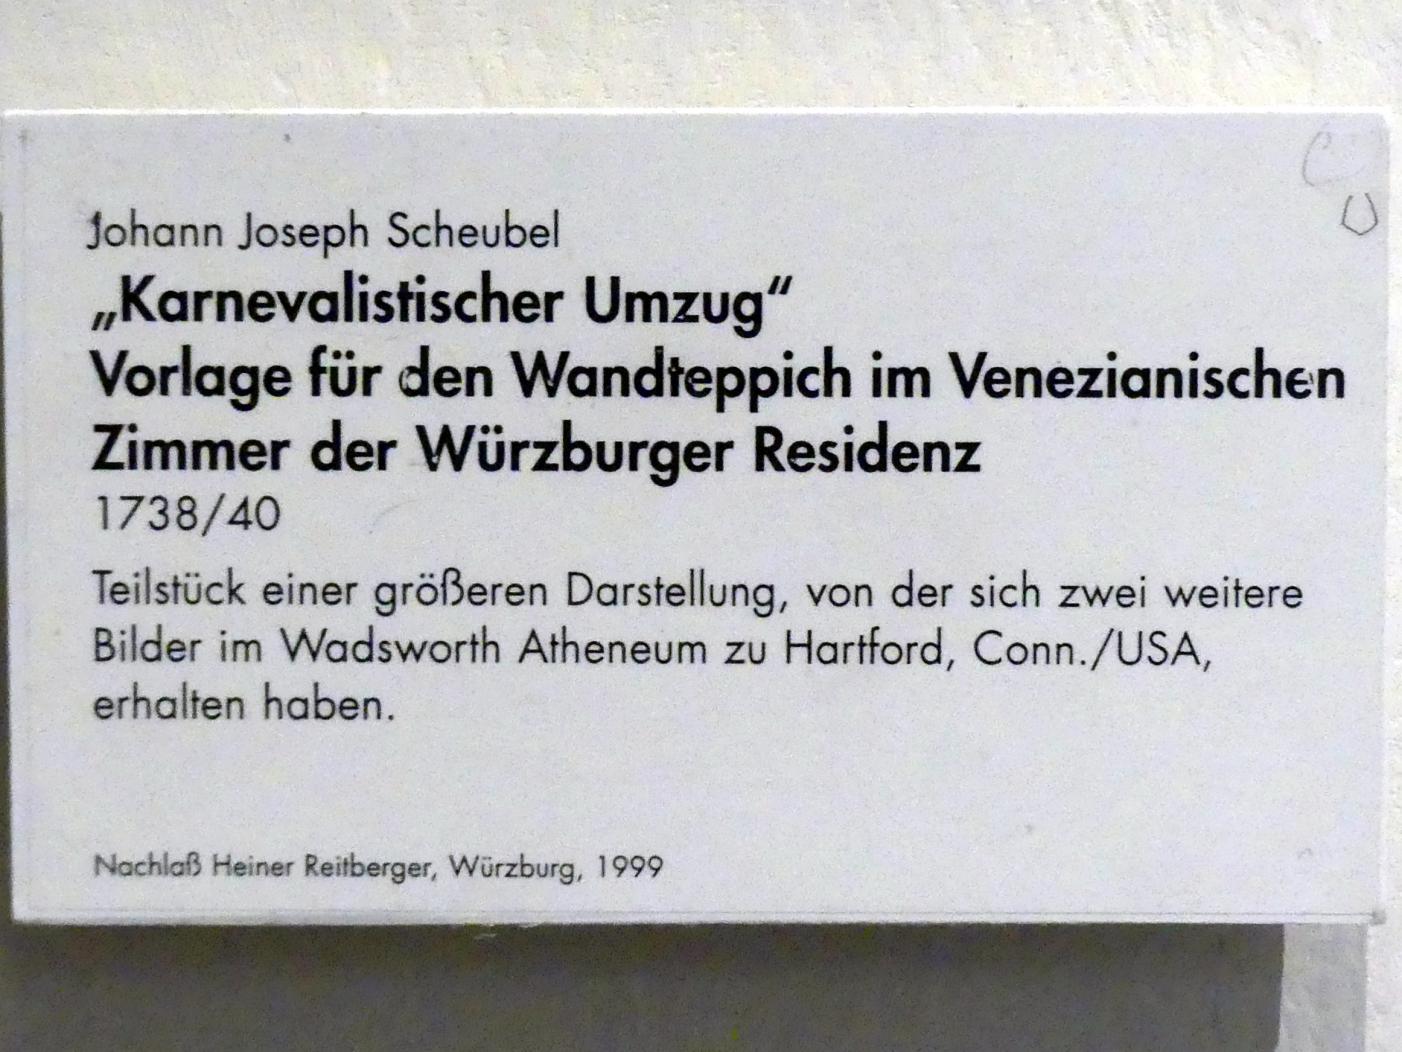 Johann Joseph Scheubel
„Karnevalistischer Umzug“
Vorlage für den Wandteppich im Venezianischen
Zimmer der Würzburger Residenz
1738/40
Teilstück einer größeren Darstellung, von der sich zwei weitere
Bilder im Wadsworth Atheneum zu Hartford, Conn./USA,
erhalten haben.
Nachlaß Heiner Reitberger, Würzburg, 1999